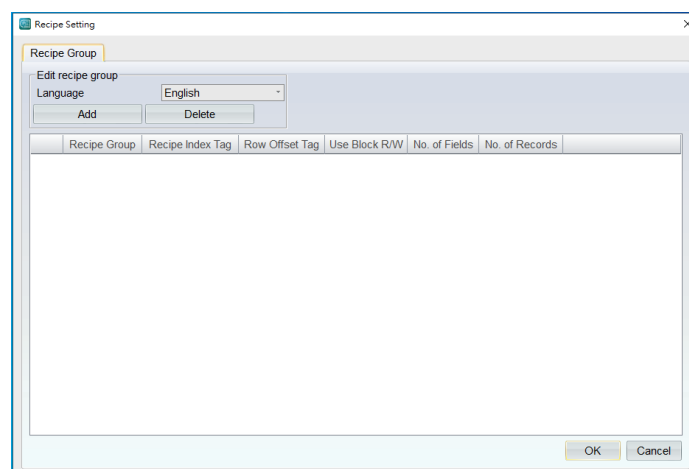 Recipe Setting
Recipe Group
Edit recipe group
Language English
Add Delete
Recipe Group Recipe Index Tag Row Offset Tag Use Block R/W No. of Fields No. of Records
OK Cancel